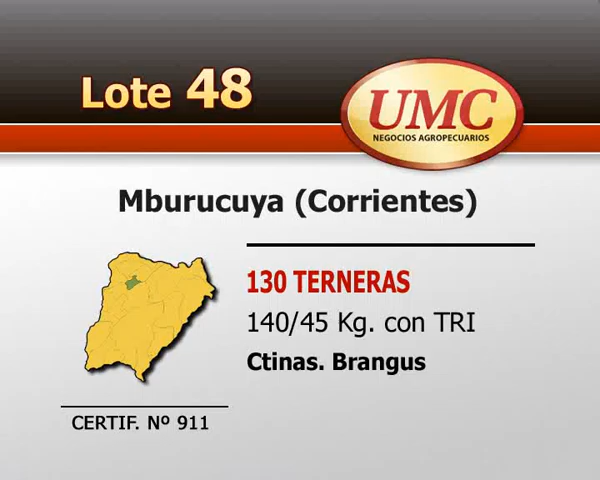 Lote 48
UMC
NEGOCIOS AGROPECUARIOS
Mburucuya (Corrientes)
130 TERNERAS
140/45 Kg. con TRI
Ctinas. Brangus
CERTIF. Nº 911